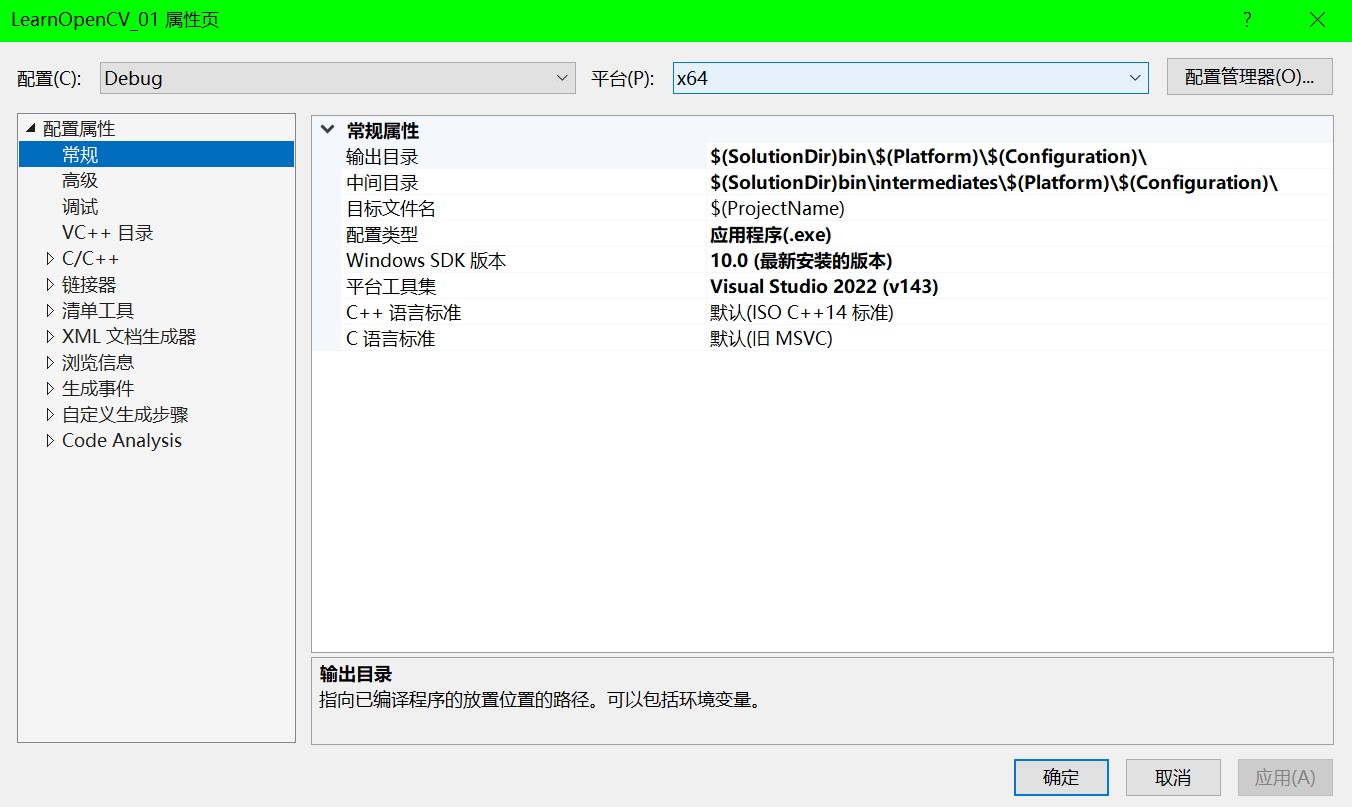 LearnOpenCV_01 属性页
?
配置(C): Debug 平台(P): x64 配置管理器(O)...
配置属性
常规
高级
调试
VC++ 目录
C/C++
链接器
清单工具
XML 文档生成器
浏览信息
生成事件
自定义生成步骤
Code Analysis
常规属性
输出目录 $(SolutionDir)bin\$(Platform)\$(Configuration)\
中间目录 $(SolutionDir)bin\intermediates\$(Platform)\$(Configuration)\
目标文件名 $(ProjectName)
配置类型 应用程序(.exe)
Windows SDK 版本 10.0 (最新安装的版本)
平台工具集 Visual Studio 2022 (v143)
C++ 语言标准 默认(ISO C++14 标准)
C 语言标准 默认(旧 MSVC)
输出目录
指向已编译程序的放置位置的路径。可以包括环境变量。
确定 取消 应用(A)